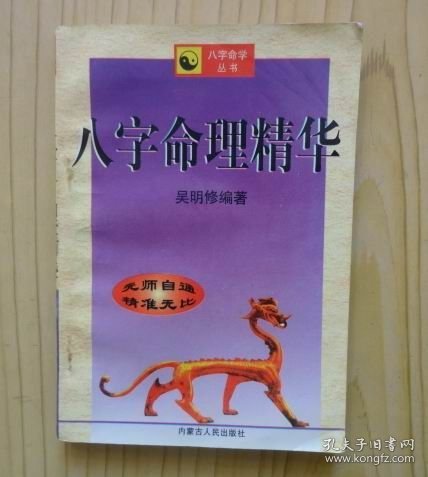 八字命学
丛书
八字命理精华
吴明修编著
无师自通
精准无比
内蒙古人民出版社
孔夫子旧书网
www.kongfz.com